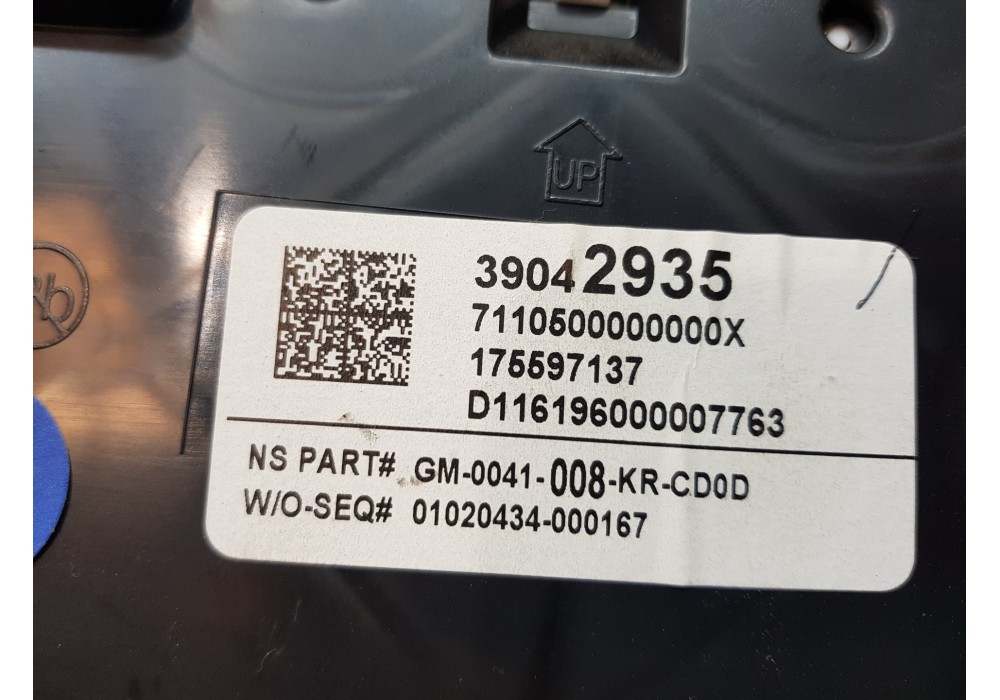 UP
39042935
7110500000000X
175597137
D116196000007763
NS PART# GM-0041-008-KR-CD0D
W/O-SEQ# 01020434-000167